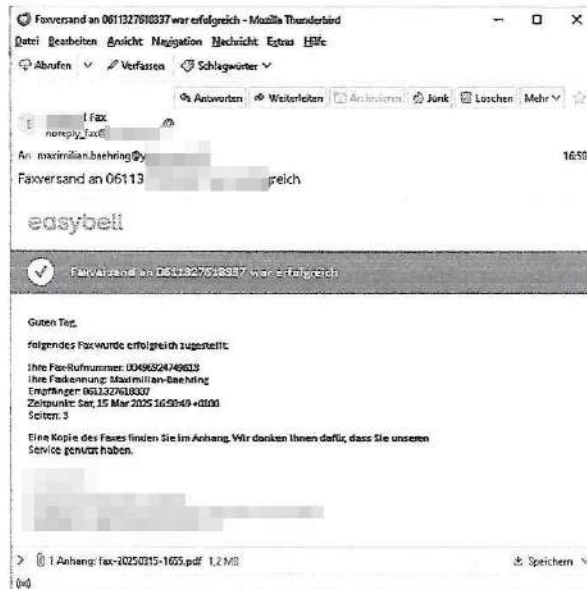 Faxversand an 0611327618337 war erfolgreich - Mozilla Thunderbird
Datei Bearbeiten Ansicht Navigation Nachricht Extras Hilfe
Abrufen Verfassen Schlagwörter
Antworten Weiterleiten Archivieren Junk Löschen Mehr
Fax
noreply_fax@
An maximilian.baehring@y 16:59
Faxversand an 06113 greich
easybell
Faxversand an 0611327618337 war erfolgreich
Guten Tag,
folgendes Fax wurde erfolgreich zugestellt:
Ihre Fax-Rufnummer: 00496924749613
Ihre Faxkennung: Maximilian-Baehring
Empfänger: 0611327618337
Zeitpunkt: Sat, 15 Mar 2025 16:58:49 +0100
Seiten: 3
Eine Kopie des Faxes finden Sie im Anhang. Wir danken Ihnen dafür, dass Sie unseren
Service genutzt haben.
1 Anhang: fax-20250315-1655.pdf 1,2 MB Speichern